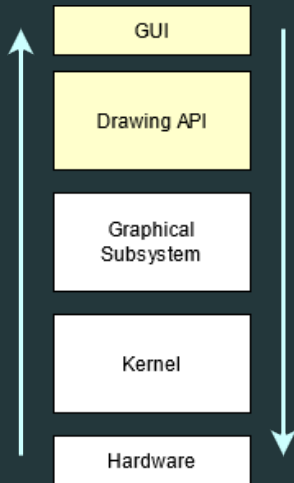 GUI
Drawing API
Graphical
Subsystem
Kernel
Hardware